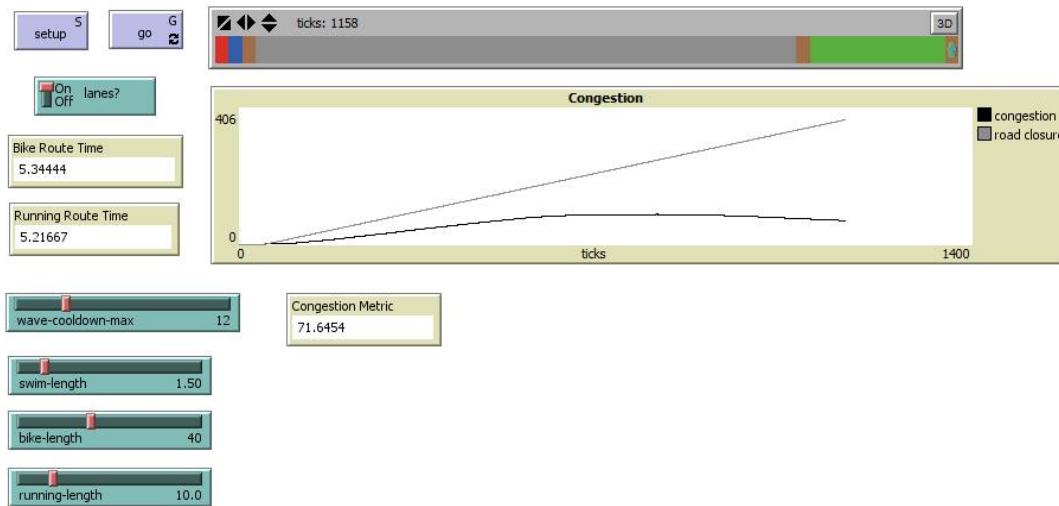 S
setup
G
go
ticks: 1158
3D
On
Off
lanes?
Congestion
406
0
0
ticks
1400
congestion
road closure
Bike Route Time
5.34444
Running Route Time
5.21667
wave-cooldown-max 12
Congestion Metric
71.6454
swim-length 1.50
bike-length 40
running-length 10.0